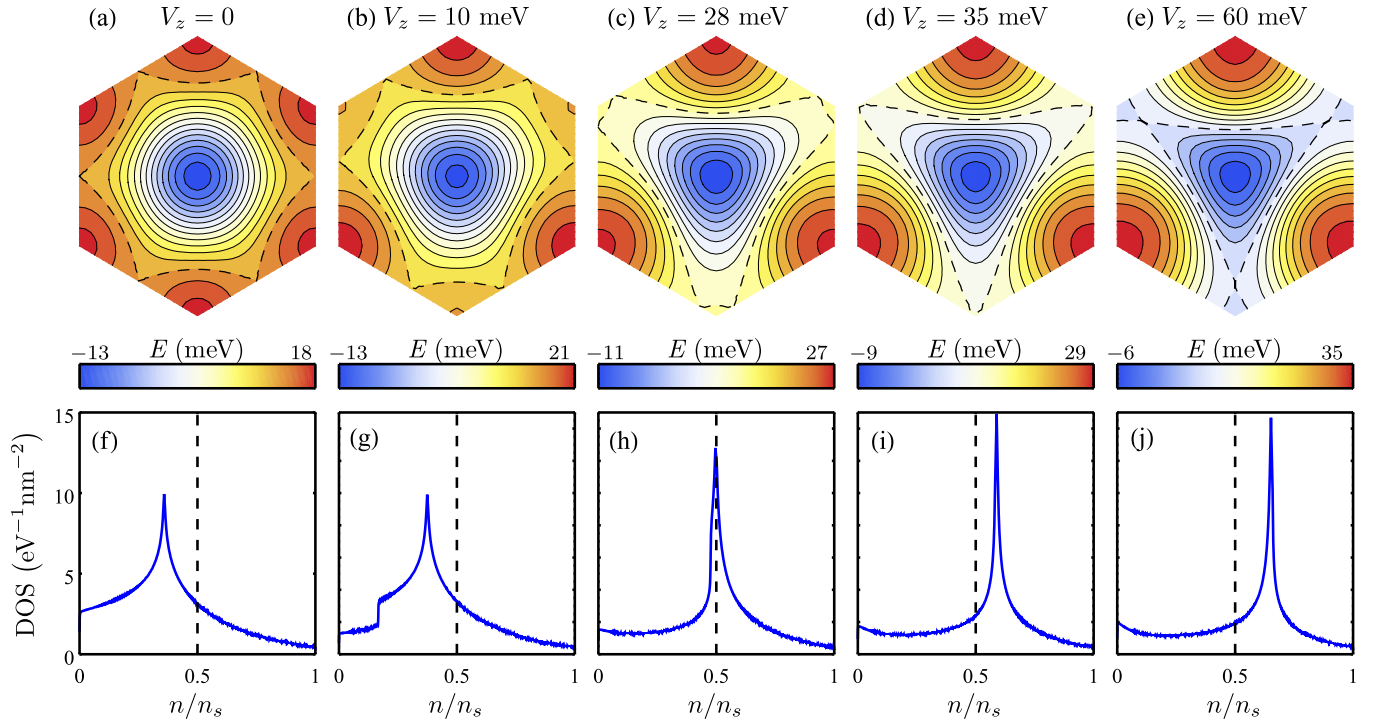 (a) V_z = 0 (b) V_z = 10 meV (c) V_z = 28 meV (d) V_z = 35 meV (e) V_z = 60 meV
−13 E (meV) 18 −13 E (meV) 21 −11 E (meV) 27 −9 E (meV) 29 −6 E (meV) 35
DOS (eV⁻¹nm⁻²)
15
10
5
0
(f) (g) (h) (i) (j)
0 0.5 1 0 0.5 1 0 0.5 1 0 0.5 1 0 0.5 1
n/n_s n/n_s n/n_s n/n_s n/n_s